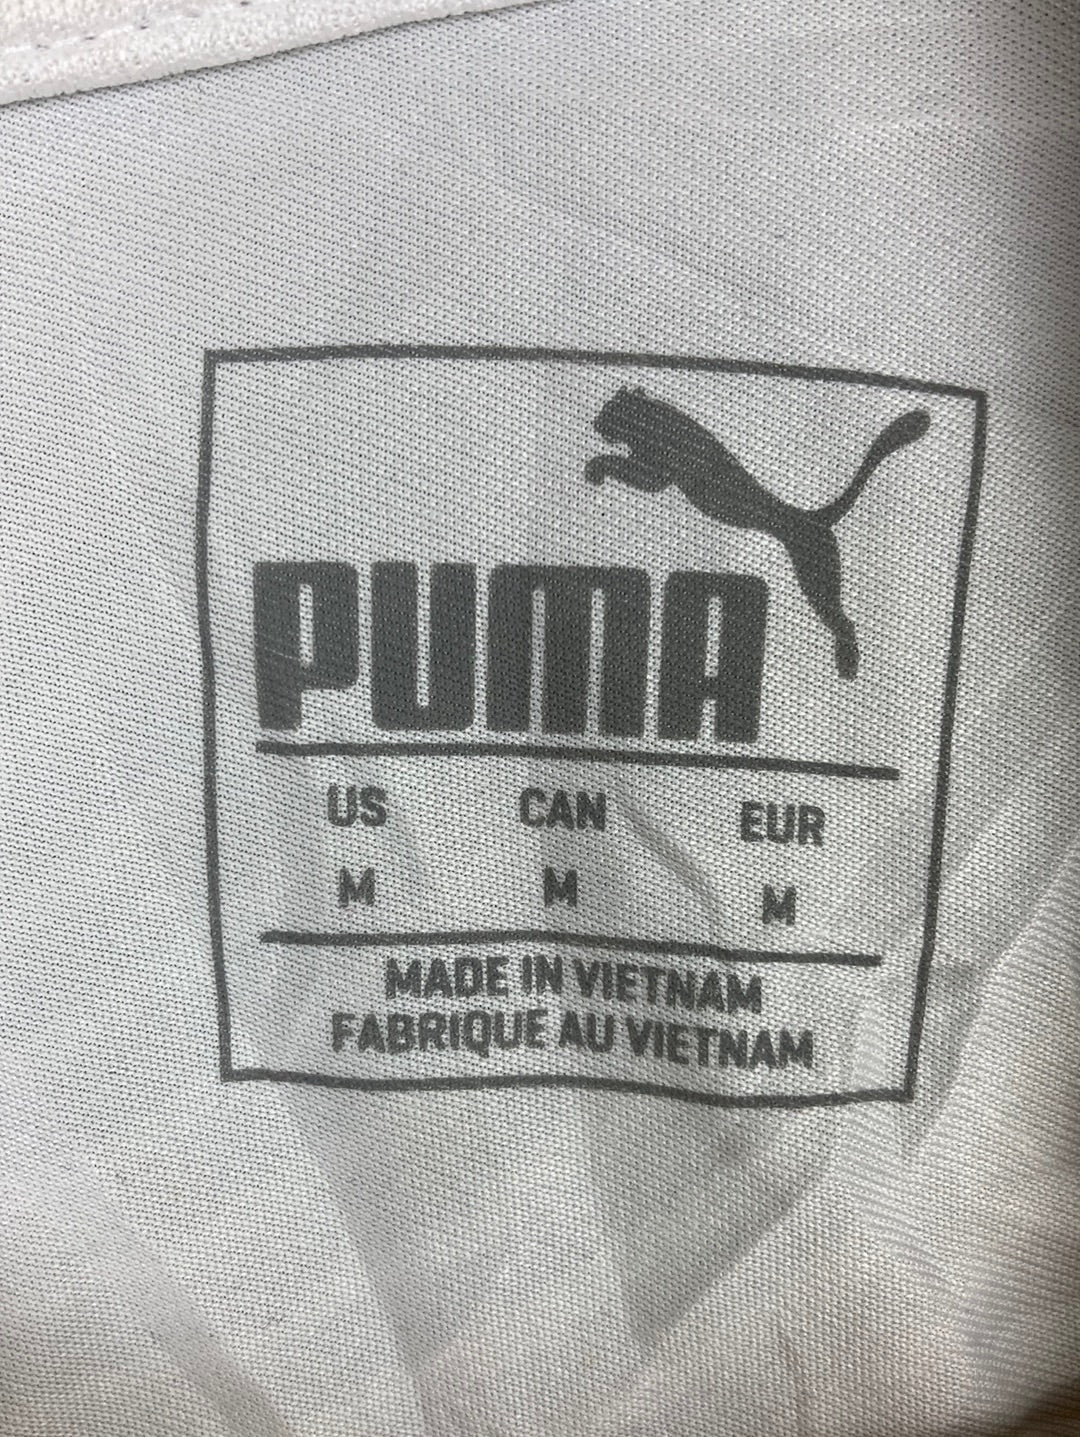 PUMA
US CAN EUR
M M M
MADE IN VIETNAM
FABRIQUE AU VIETNAM